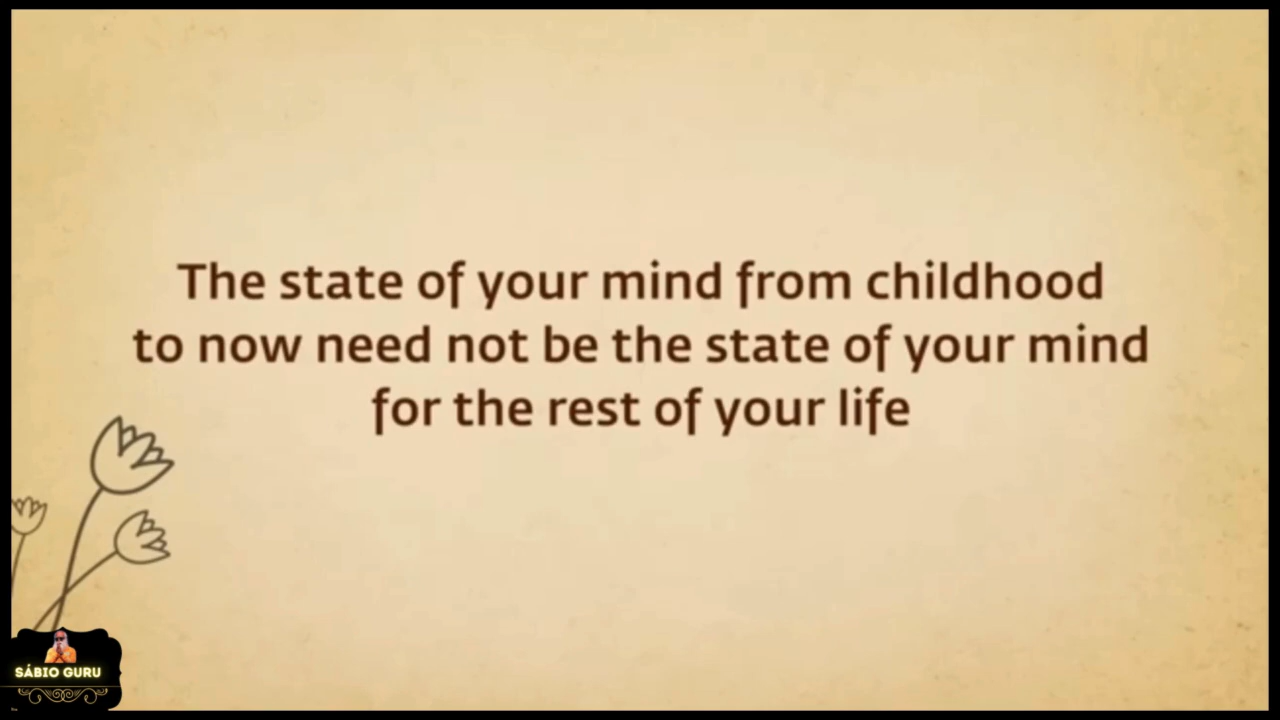 The state of your mind from childhood
to now need not be the state of your mind
for the rest of your life
SÁBIO GURU